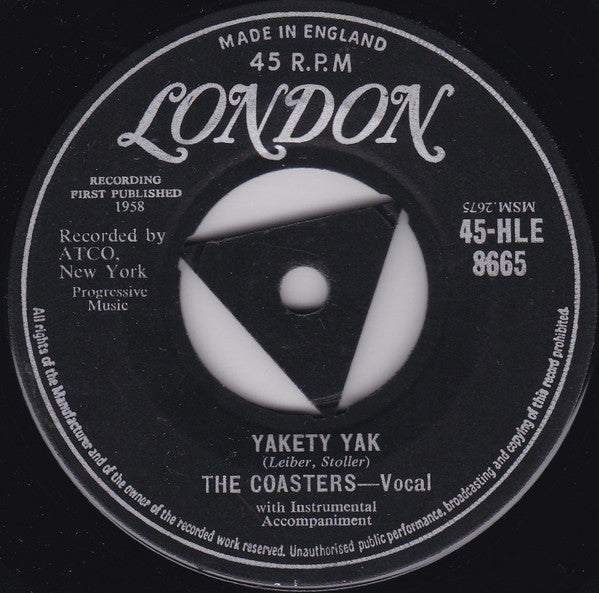 MADE IN ENGLAND
45 R.P.M
LONDON
RECORDING
FIRST PUBLISHED
1958
Recorded by
ATCO,
New York
Progressive
Music
MSM.2675
45-HLE
8665
YAKETY YAK
(Leiber, Stoller)
THE COASTERS—Vocal
with Instrumental
Accompaniment
All rights of the Manufacturer and of the owner of the recorded work reserved. Unauthorised public performance, broadcasting and copying of this record prohibited.